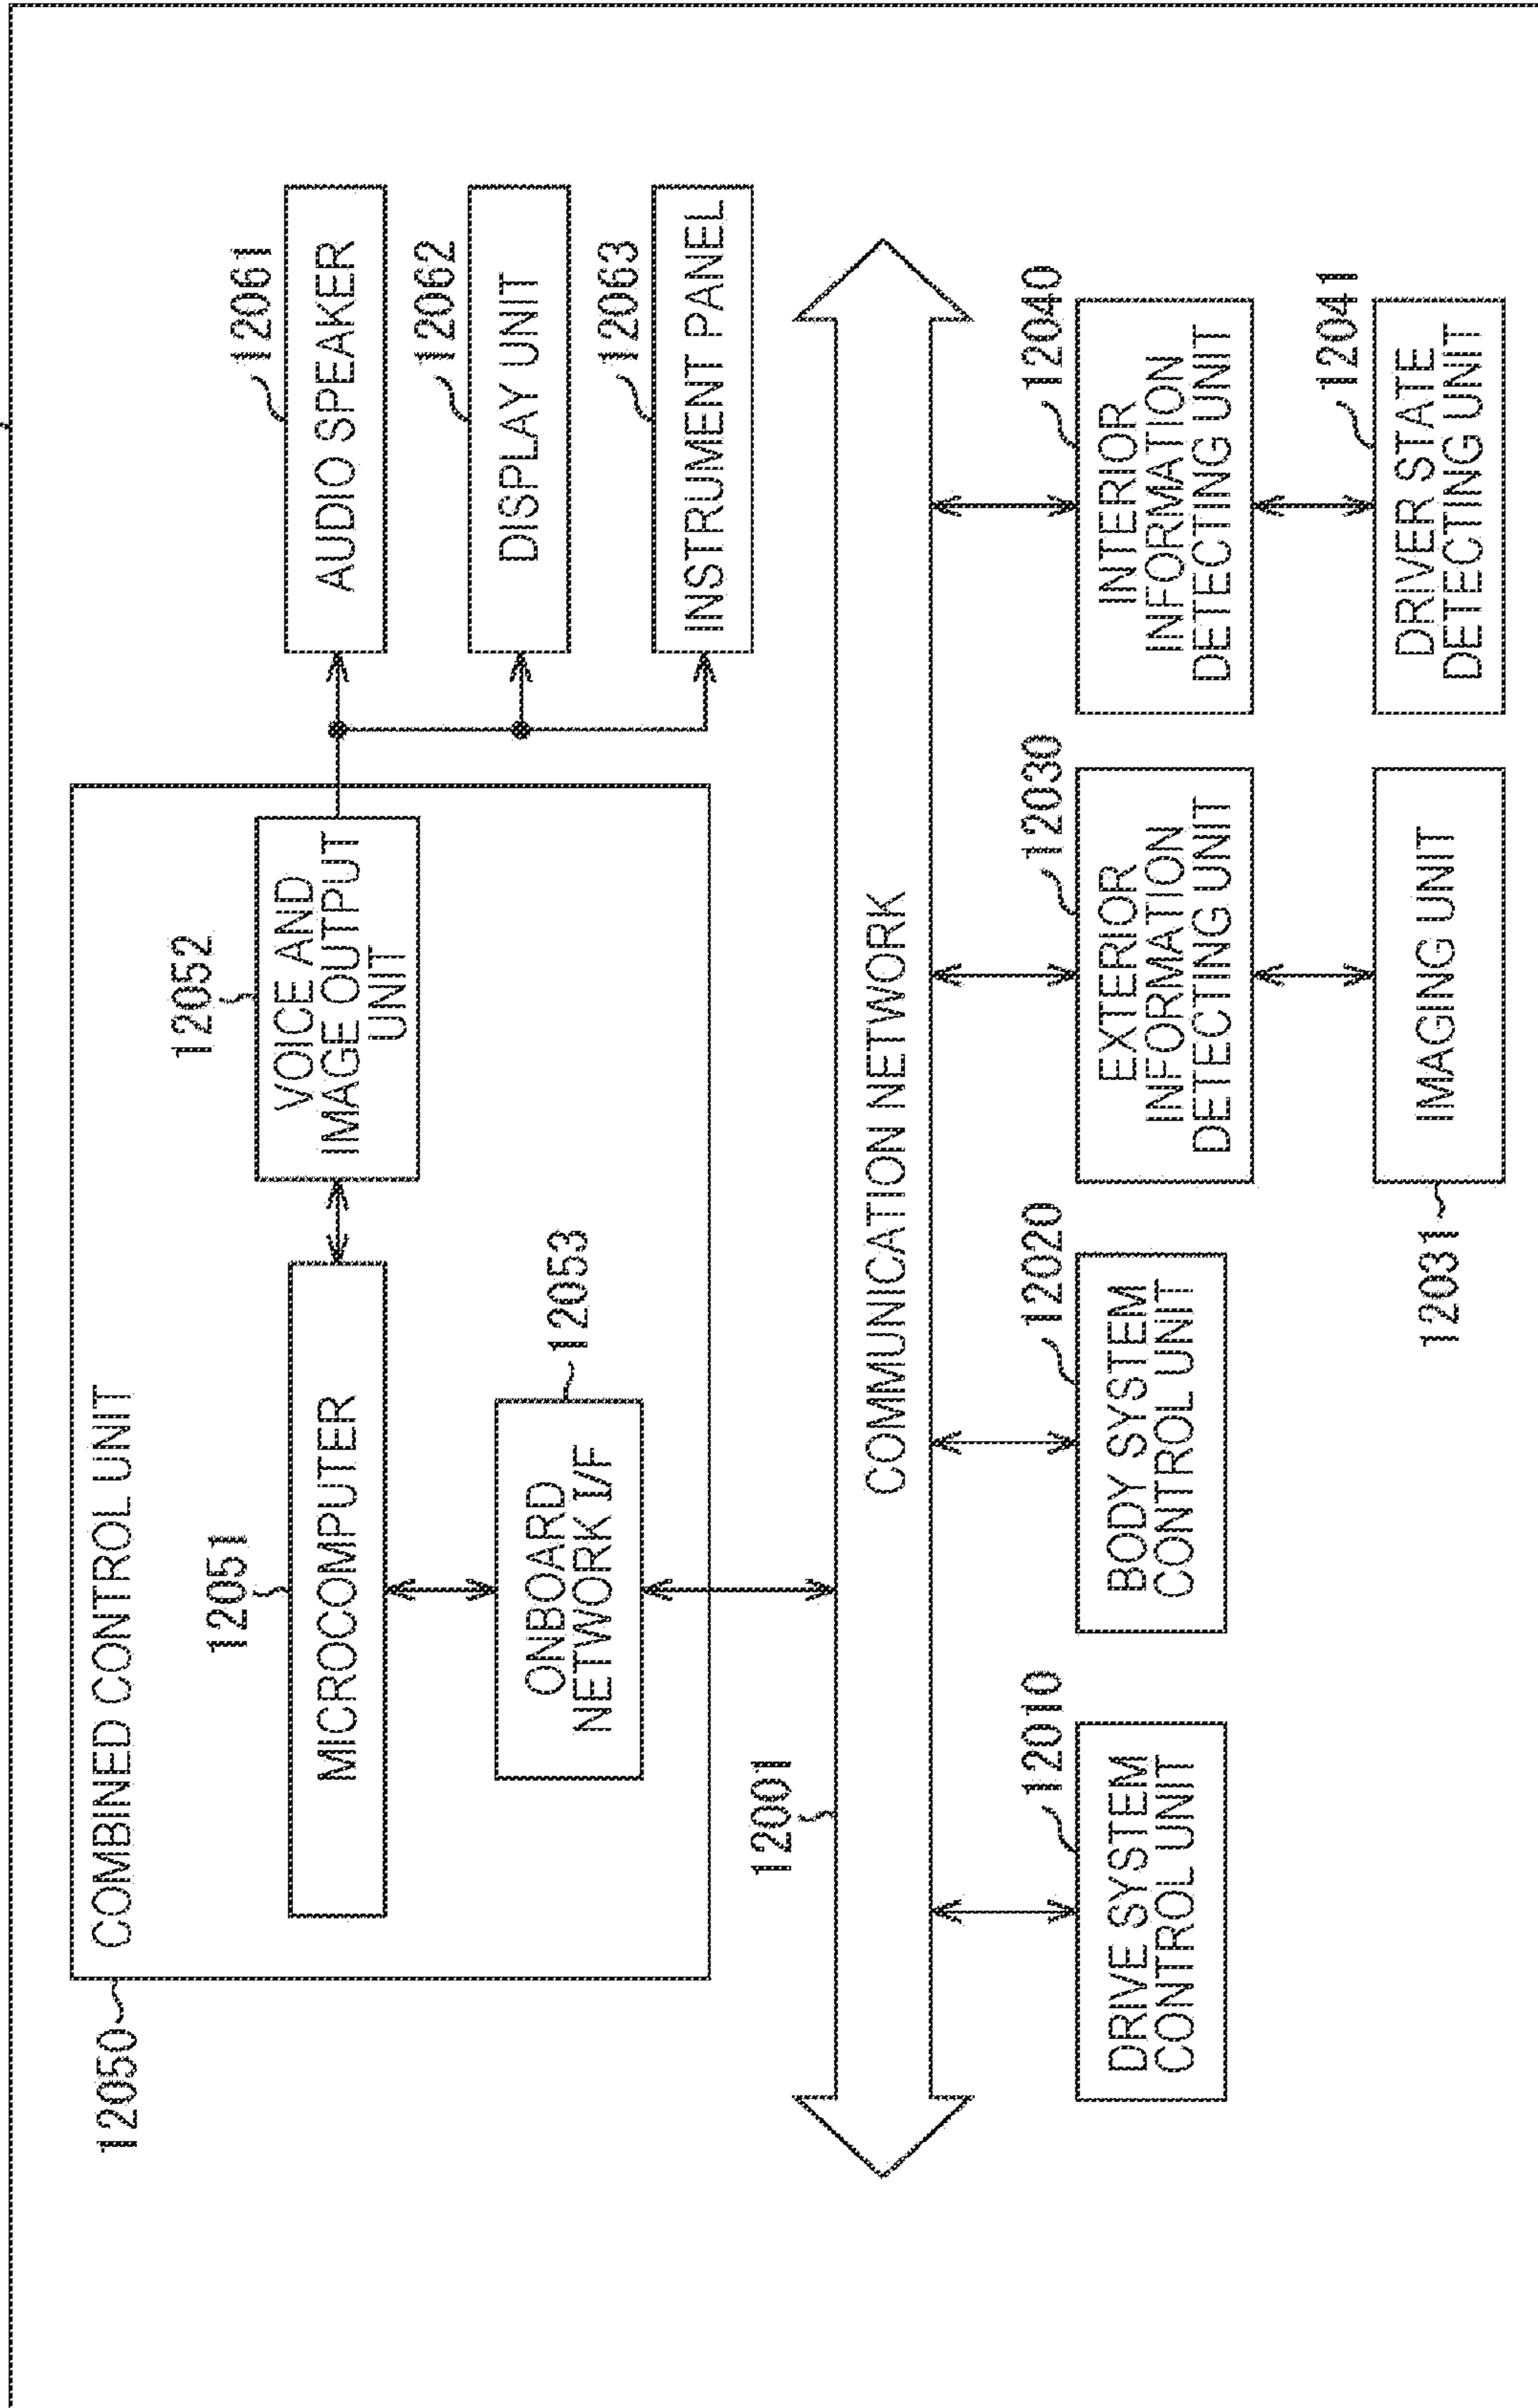 12050
COMBINED CONTROL UNIT
12051
MICROCOMPUTER
12052
VOICE AND
IMAGE OUTPUT
UNIT
12053
ONBOARD
NETWORK I/F
12061
AUDIO SPEAKER
12062
DISPLAY UNIT
12063
INSTRUMENT PANEL
12001
COMMUNICATION NETWORK
12010
DRIVE SYSTEM
CONTROL UNIT
12020
BODY SYSTEM
CONTROL UNIT
12030
EXTERIOR
INFORMATION
DETECTING UNIT
12040
INTERIOR
INFORMATION
DETECTING UNIT
12031
IMAGING UNIT
12041
DRIVER STATE
DETECTING UNIT